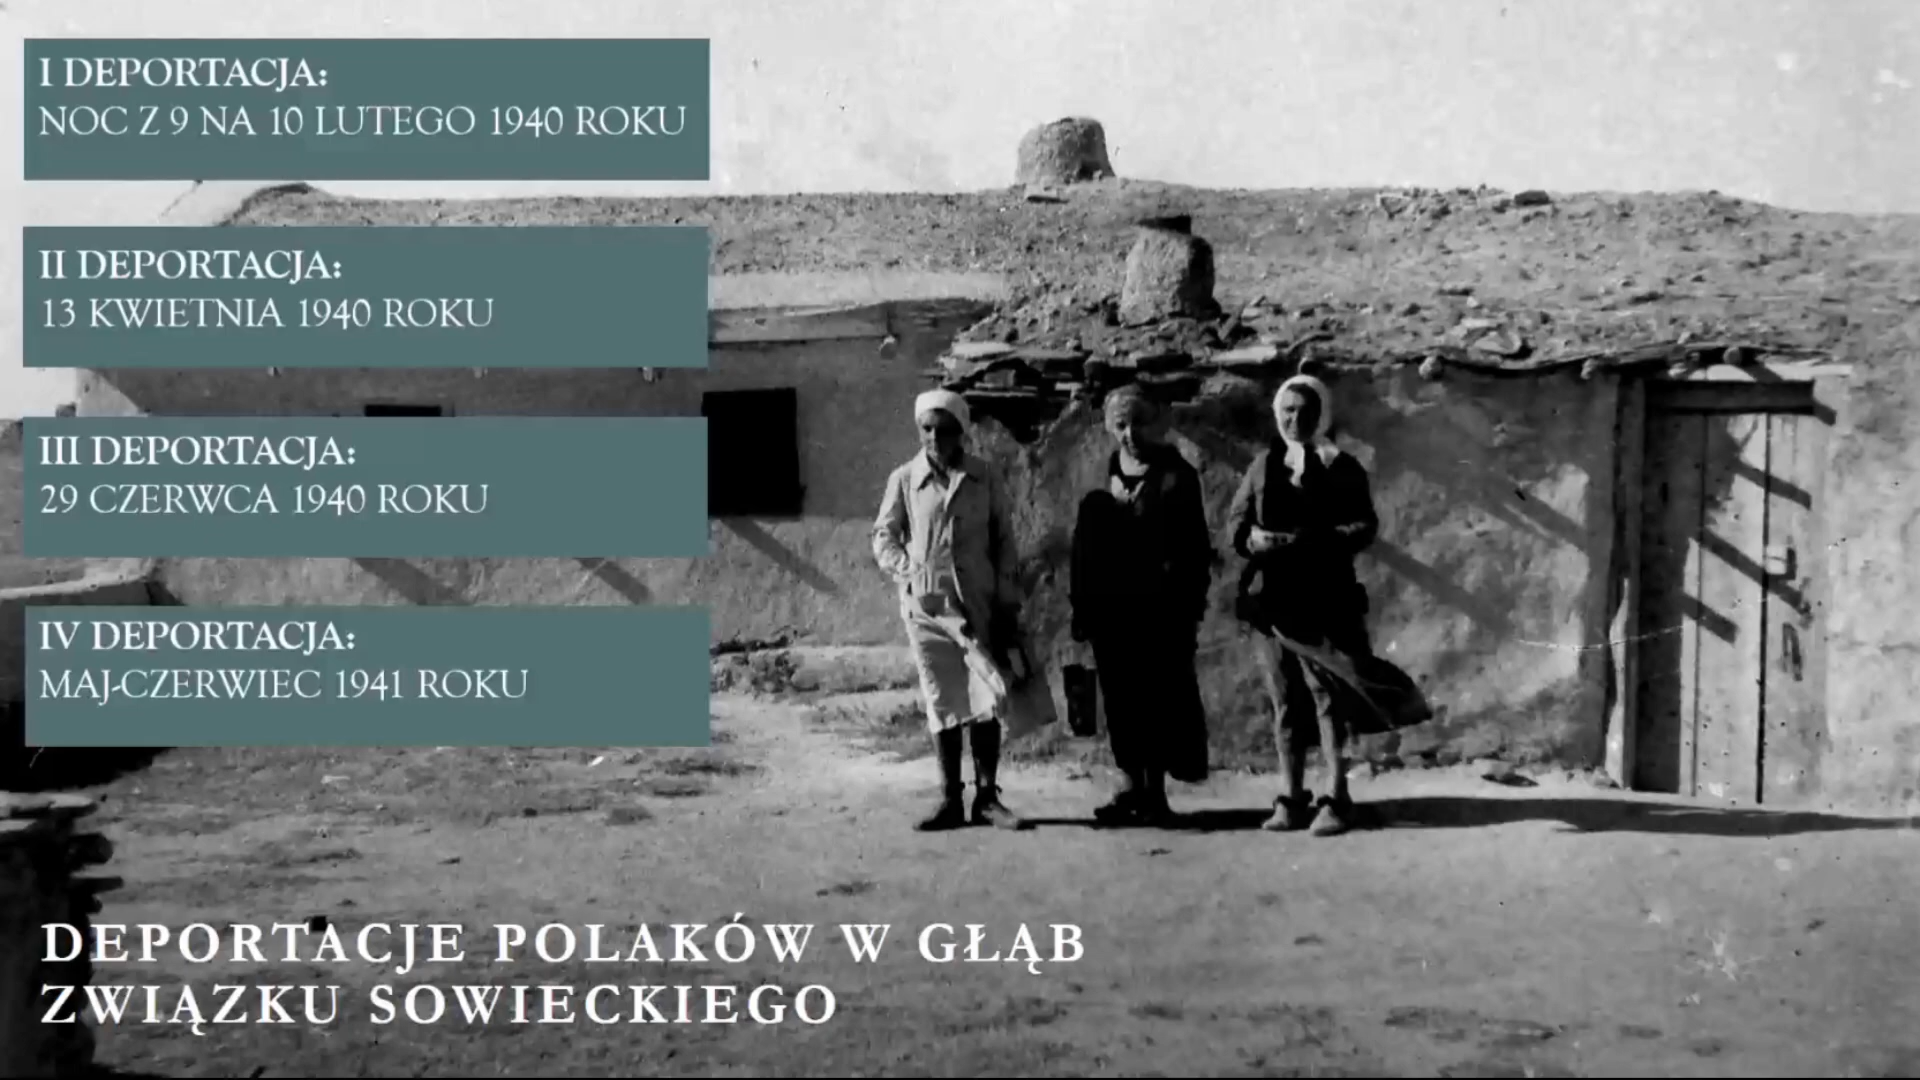 I DEPORTACJA:
NOC Z 9 NA 10 LUTEGO 1940 ROKU
II DEPORTACJA:
13 KWIETNIA 1940 ROKU
III DEPORTACJA:
29 CZERWCA 1940 ROKU
IV DEPORTACJA:
MAJ-CZERWIEC 1941 ROKU
DEPORTACJE POLAKÓW W GŁĄB
ZWIĄZKU SOWIECKIEGO